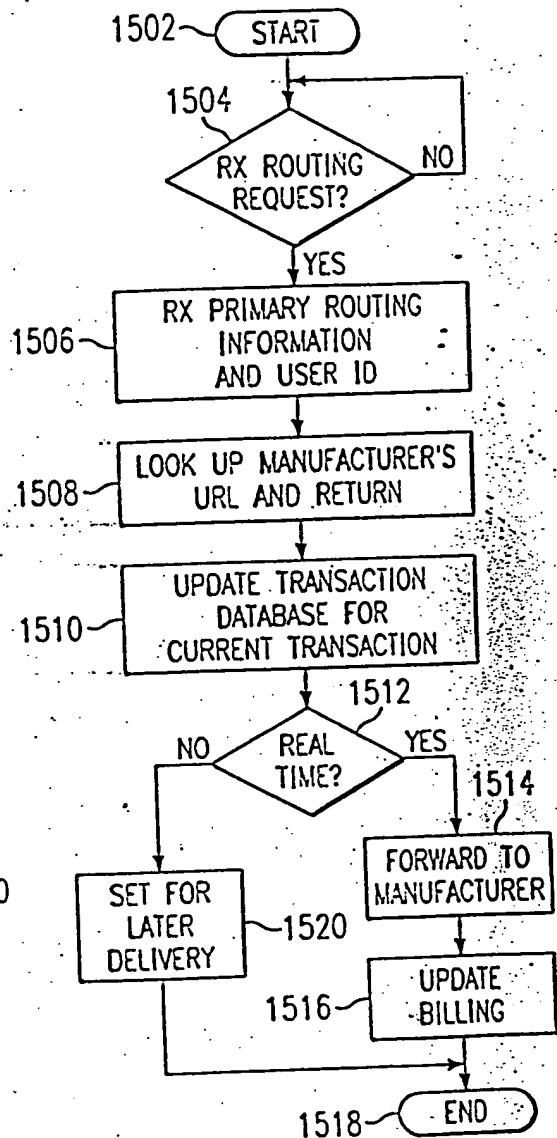 1502
START
1504
RX ROUTING
REQUEST?
NO
YES
1506
RX PRIMARY ROUTING
INFORMATION
AND USER ID
1508
LOOK UP MANUFACTURER'S
URL AND RETURN
1510
UPDATE TRANSACTION
DATABASE FOR
CURRENT TRANSACTION
1512
NO
REAL
TIME?
YES
1514
FORWARD TO
MANUFACTURER
0
SET FOR
LATER
DELIVERY
1520
1516
UPDATE
BILLING
1518
END